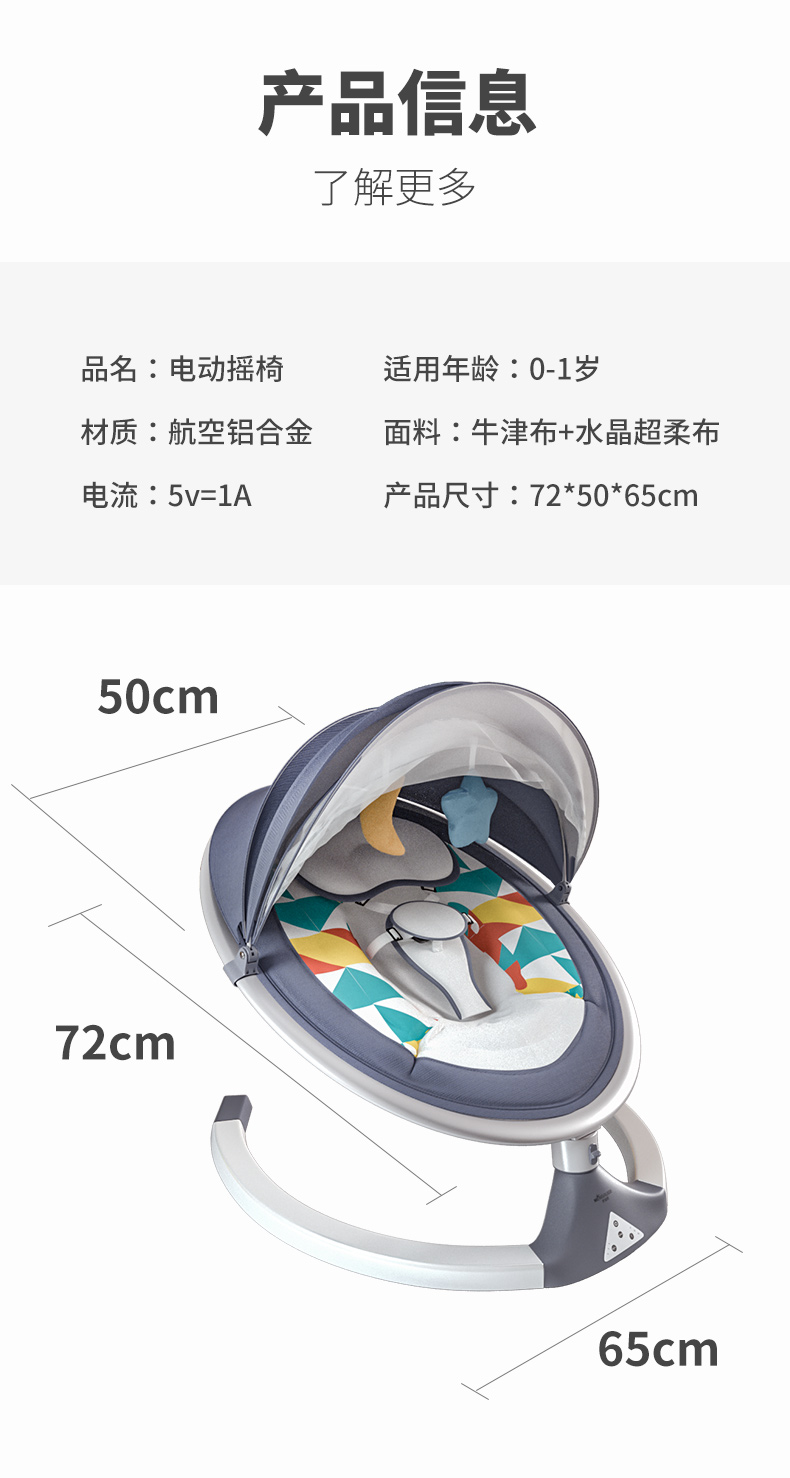 产品信息
了解更多
品名：电动摇椅
适用年龄：0-1岁
材质：航空铝合金
面料：牛津布+水晶超柔布
电流：5v=1A
产品尺寸：72*50*65cm
50cm
72cm
65cm